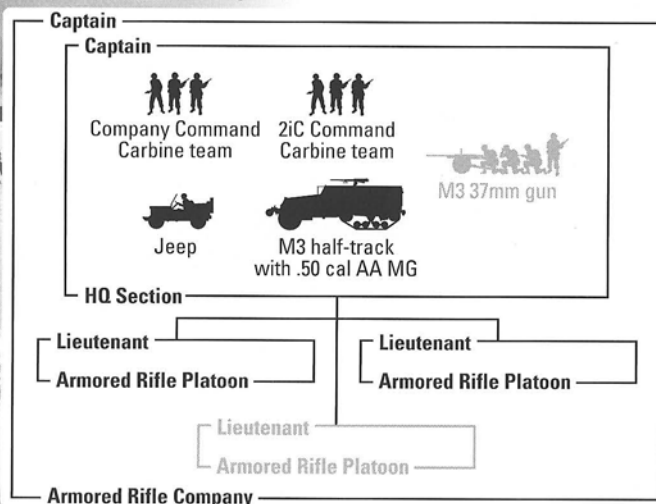 Captain
Captain
Company Command
Carbine team
2iC Command
Carbine team
M3 37mm gun
Jeep
M3 half-track
with .50 cal AA MG
HQ Section
Lieutenant
Armored Rifle Platoon
Lieutenant
Armored Rifle Platoon
Lieutenant
Armored Rifle Platoon
Armored Rifle Company